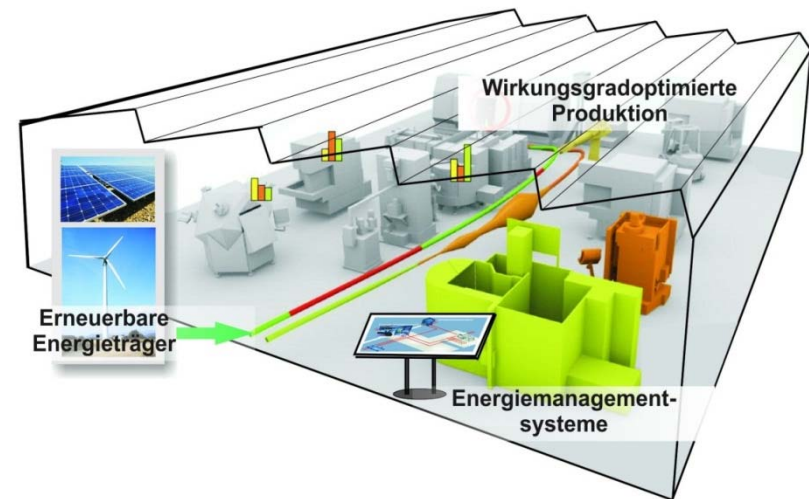 Wirkungsgradoptimierte
Produktion
Erneuerbare
Energieträger
Energiemanagement-
systeme